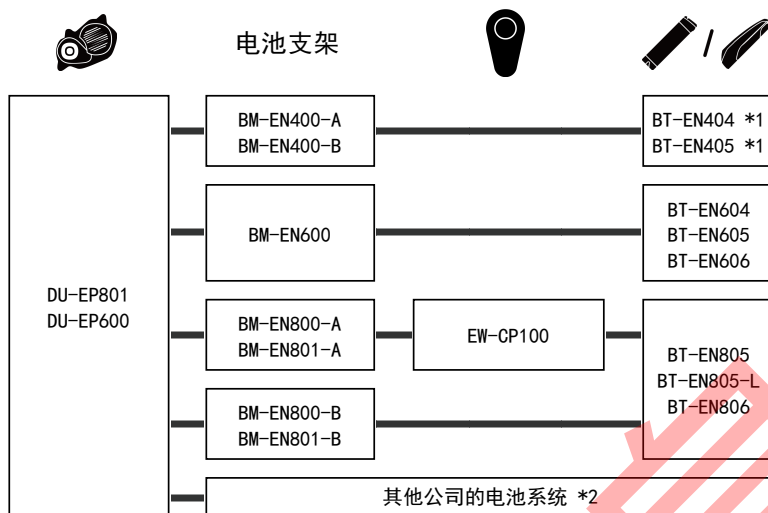 电池支架
/
BM-EN400-A
BM-EN400-B
BT-EN404 *1
BT-EN405 *1
BM-EN600
BT-EN604
BT-EN605
BT-EN606
DU-EP801
DU-EP600
BM-EN800-A
BM-EN801-A
EW-CP100
BT-EN805
BT-EN805-L
BT-EN806
BM-EN800-B
BM-EN801-B
其他公司的电池系统 *2